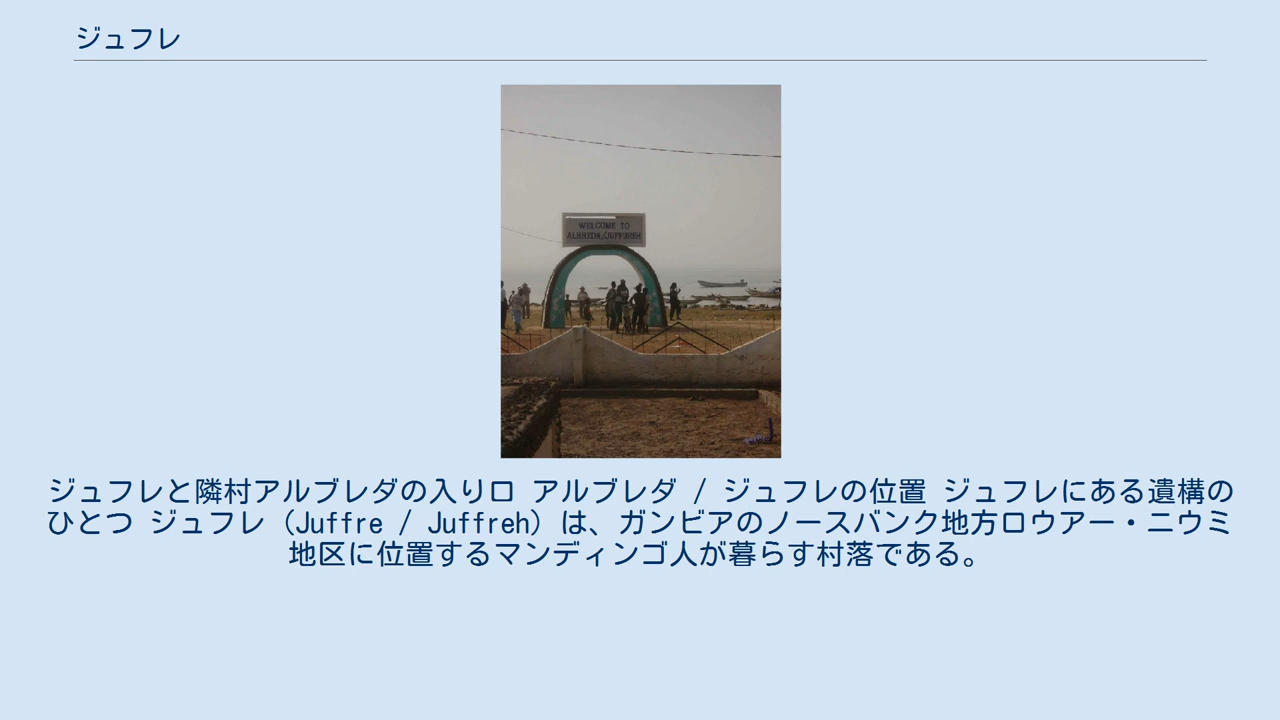 ジュフレ
WELCOME TO
ALBREDA/JUFFUREH
ジュフレと隣村アルブレダの入り口 アルブレダ / ジュフレの位置 ジュフレにある遺構の
ひとつ ジュフレ（Juffre / Juffreh）は、ガンビアのノースバンク地方ロウアー・ニウミ
地区に位置するマンディンゴ人が暮らす村落である。